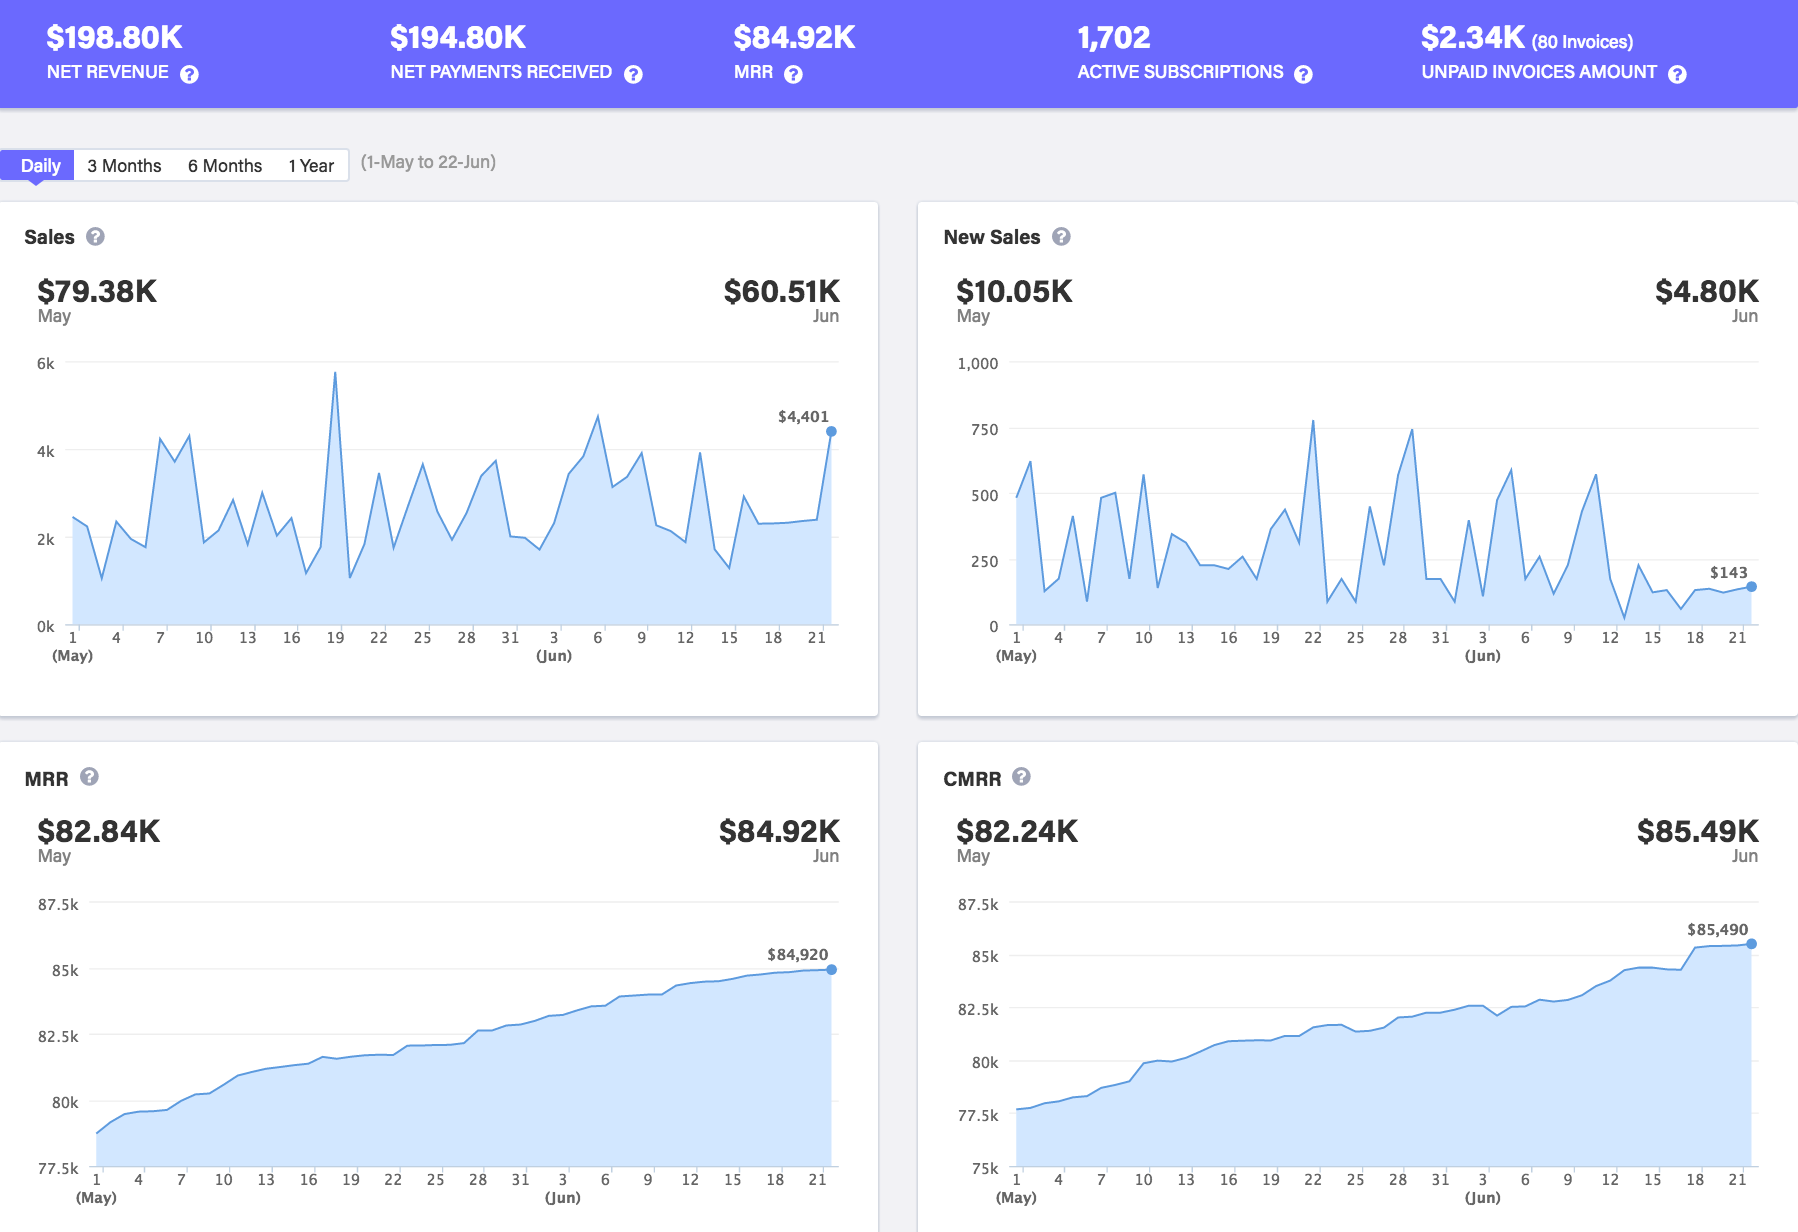 $198.80K
NET REVENUE ?
$194.80K
NET PAYMENTS RECEIVED ?
$84.92K
MRR ?
1,702
ACTIVE SUBSCRIPTIONS ?
$2.34K (80 Invoices)
UNPAID INVOICES AMOUNT ?
Daily 3 Months 6 Months 1 Year (1-May to 22-Jun)
Sales ?
$79.38K
May
$60.51K
Jun
6k
4k
2k
0k
$4,401
1 4 7 10 13 16 19 22 25 28 31 3 6 9 12 15 18 21
(May) (Jun)
New Sales ?
$10.05K
May
$4.80K
Jun
1,000
750
500
250
0
$143
1 4 7 10 13 16 19 22 25 28 31 3 6 9 12 15 18 21
(May) (Jun)
MRR ?
$82.84K
May
$84.92K
Jun
87.5k
85k
82.5k
80k
77.5k
$84,920
1 4 7 10 13 16 19 22 25 28 31 3 6 9 12 15 18 21
(May) (Jun)
CMRR ?
$82.24K
May
$85.49K
Jun
87.5k
85k
82.5k
80k
77.5k
75k
$85,490
1 4 7 10 13 16 19 22 25 28 31 3 6 9 12 15 18 21
(May) (Jun)